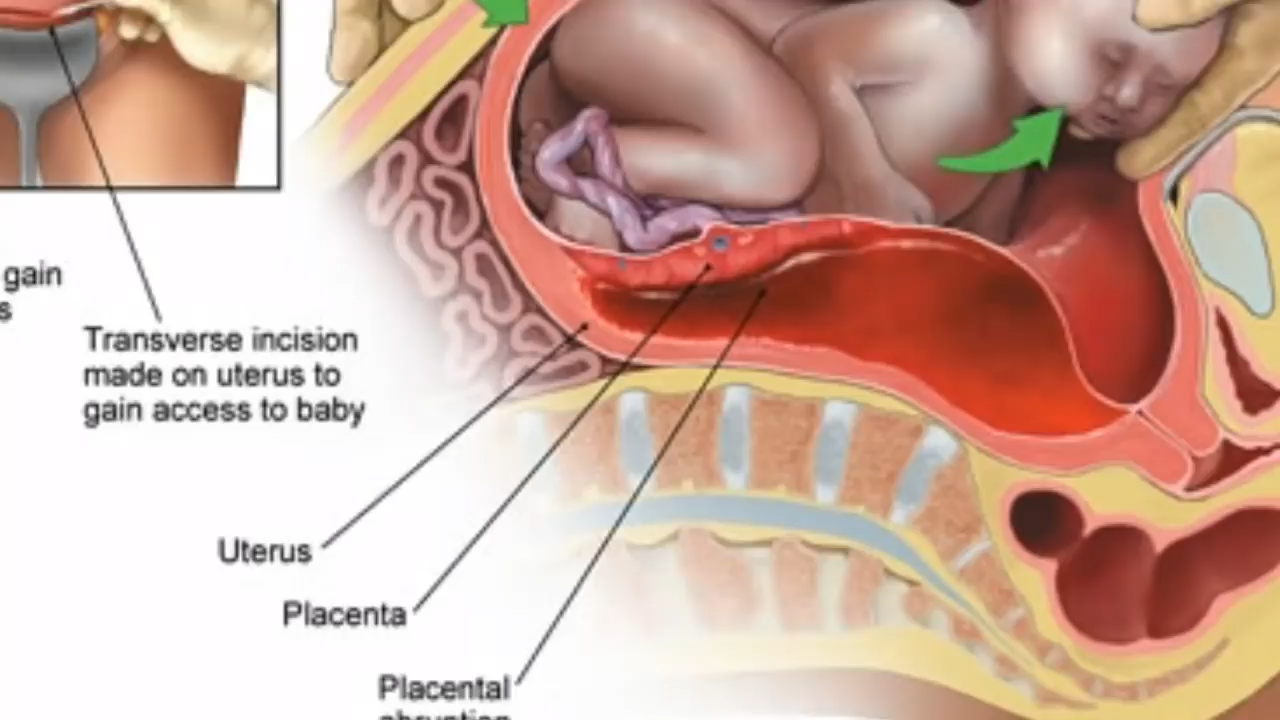 gain
s
Transverse incision
made on uterus to
gain access to baby
Uterus
Placenta
Placental